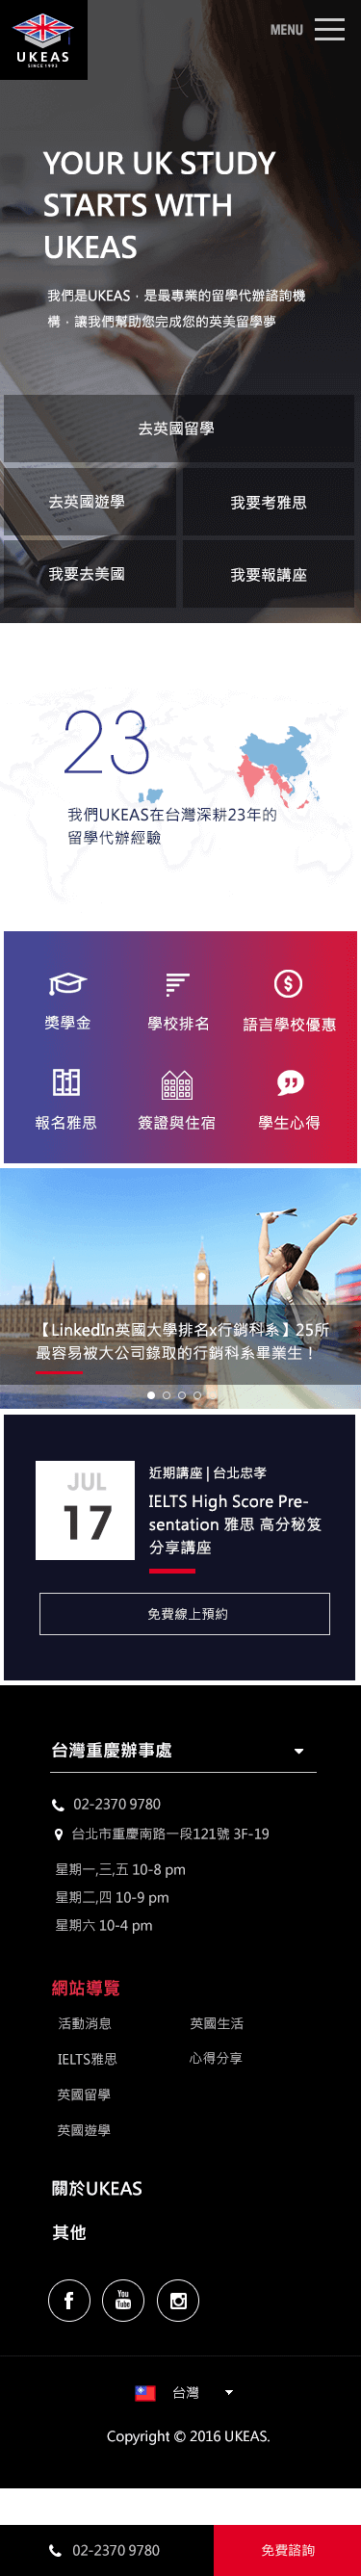 UKEAS
SINCE 1993
MENU
YOUR UK STUDY
STARTS WITH
UKEAS
我們是UKEAS，是最專業的留學代辦諮詢機
構，讓我們幫助您完成您的英美留學夢
去英國留學
去英國遊學
我要考雅思
我要去美國
我要報講座
23
我們UKEAS在台灣深耕23年的
留學代辦經驗
獎學金
學校排名
語言學校優惠
報名雅思
簽證與住宿
學生心得
【LinkedIn英國大學排名x行銷科系】25所
最容易被大公司錄取的行銷科系畢業生！
JUL
17
近期講座 | 台北忠孝
IELTS High Score Pre-
sentation 雅思 高分秘笈
分享講座
免費線上預約
台灣重慶辦事處
02-2370 9780
台北市重慶南路一段121號 3F-19
星期一,三,五 10-8 pm
星期二,四 10-9 pm
星期六 10-4 pm
網站導覽
活動消息
英國生活
IELTS雅思
心得分享
英國留學
英國遊學
關於UKEAS
其他
You
Tube
台灣
Copyright © 2016 UKEAS.
02-2370 9780
免費諮詢